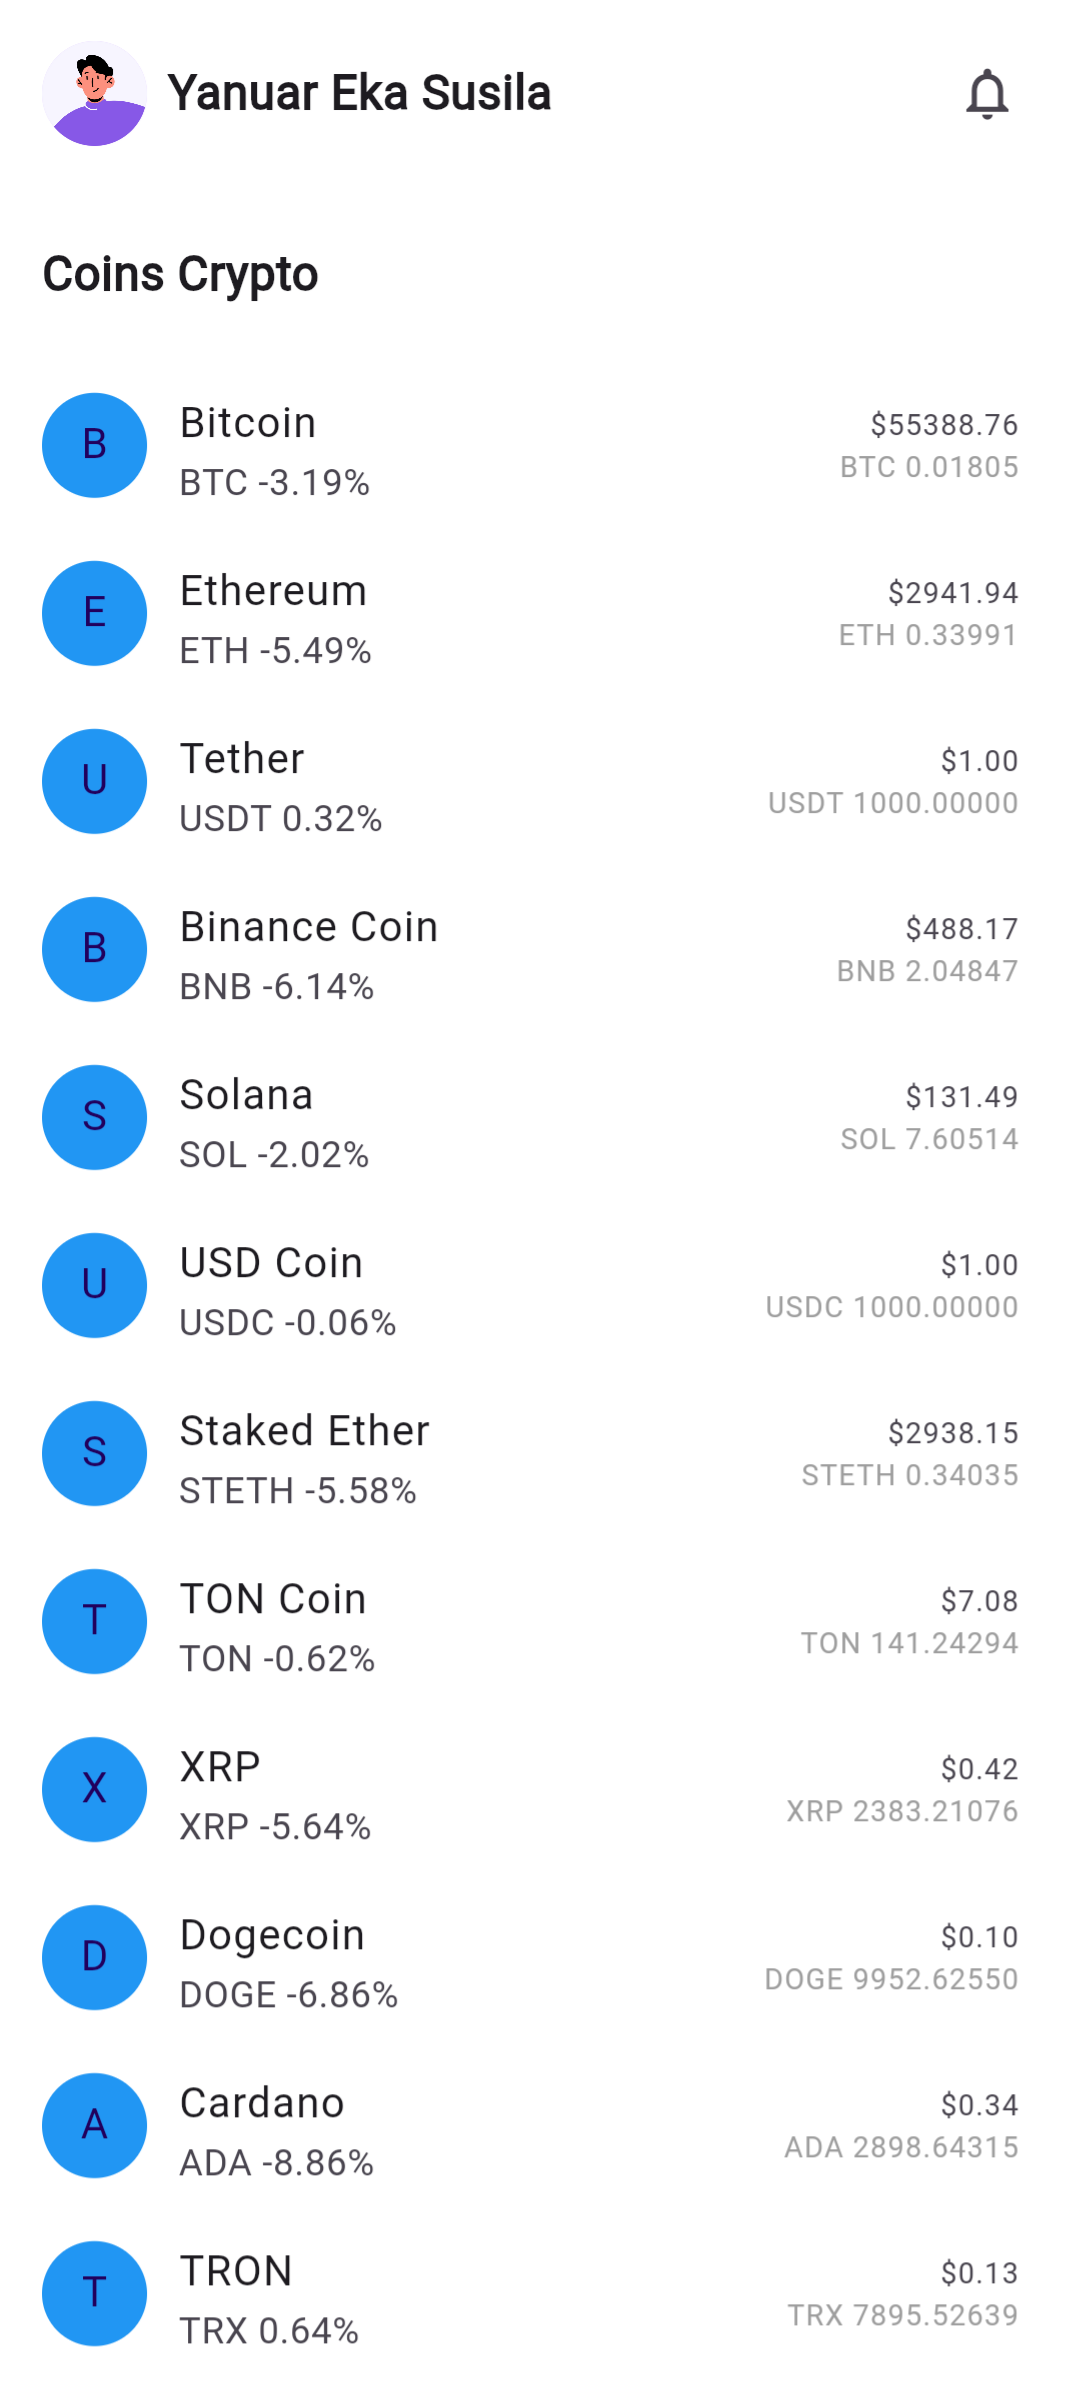 Yanuar Eka Susila
Coins Crypto
B
Bitcoin
BTC -3.19%
$55388.76
BTC 0.01805
E
Ethereum
ETH -5.49%
$2941.94
ETH 0.33991
U
Tether
USDT 0.32%
$1.00
USDT 1000.00000
B
Binance Coin
BNB -6.14%
$488.17
BNB 2.04847
S
Solana
SOL -2.02%
$131.49
SOL 7.60514
U
USD Coin
USDC -0.06%
$1.00
USDC 1000.00000
S
Staked Ether
STETH -5.58%
$2938.15
STETH 0.34035
T
TON Coin
TON -0.62%
$7.08
TON 141.24294
X
XRP
XRP -5.64%
$0.42
XRP 2383.21076
D
Dogecoin
DOGE -6.86%
$0.10
DOGE 9952.62550
A
Cardano
ADA -8.86%
$0.34
ADA 2898.64315
T
TRON
TRX 0.64%
$0.13
TRX 7895.52639